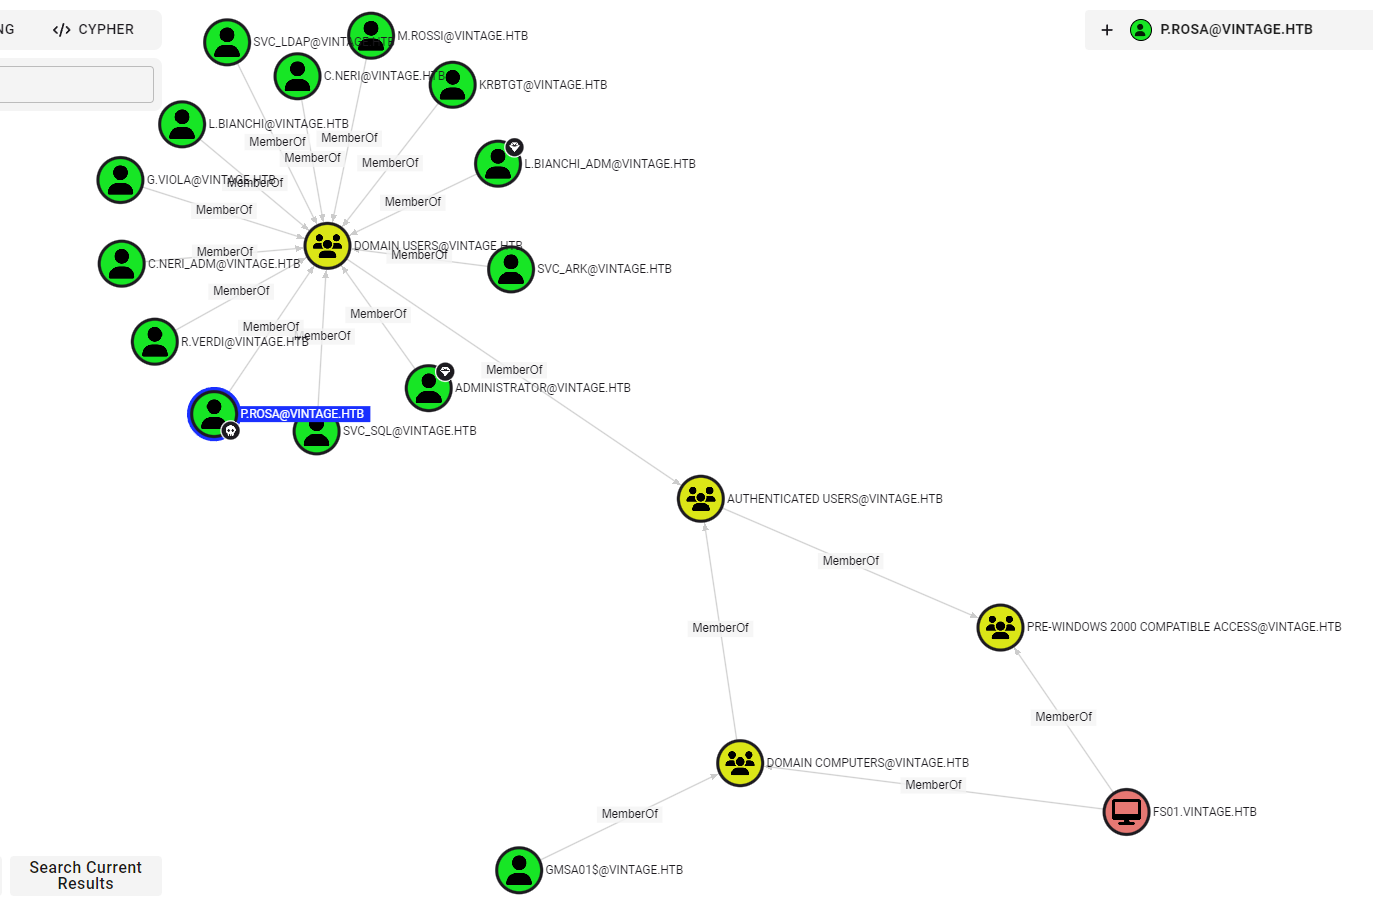 NG
</> CYPHER
+ P.ROSA@VINTAGE.HTB
SVC_LDAP@VINTAGE.HTB
M.ROSSI@VINTAGE.HTB
C.NERI@VINTAGE.HTB
KRBTGT@VINTAGE.HTB
L.BIANCHI@VINTAGE.HTB
MemberOf
MemberOf
MemberOf
MemberOf
L.BIANCHI_ADM@VINTAGE.HTB
G.VIOLA@VINTAGE.HTB
MemberOf
MemberOf
MemberOf
DOMAIN USERS@VINTAGE.HTB
MemberOf
MemberOf
C.NERI_ADM@VINTAGE.HTB
SVC_ARK@VINTAGE.HTB
MemberOf
MemberOf
MemberOf
MemberOf
R.VERDI@VINTAGE.HTB
MemberOf
ADMINISTRATOR@VINTAGE.HTB
P.ROSA@VINTAGE.HTB
SVC_SQL@VINTAGE.HTB
AUTHENTICATED USERS@VINTAGE.HTB
MemberOf
MemberOf
PRE-WINDOWS 2000 COMPATIBLE ACCESS@VINTAGE.HTB
MemberOf
DOMAIN COMPUTERS@VINTAGE.HTB
MemberOf
MemberOf
FS01.VINTAGE.HTB
GMSA01$@VINTAGE.HTB
Search Current
Results